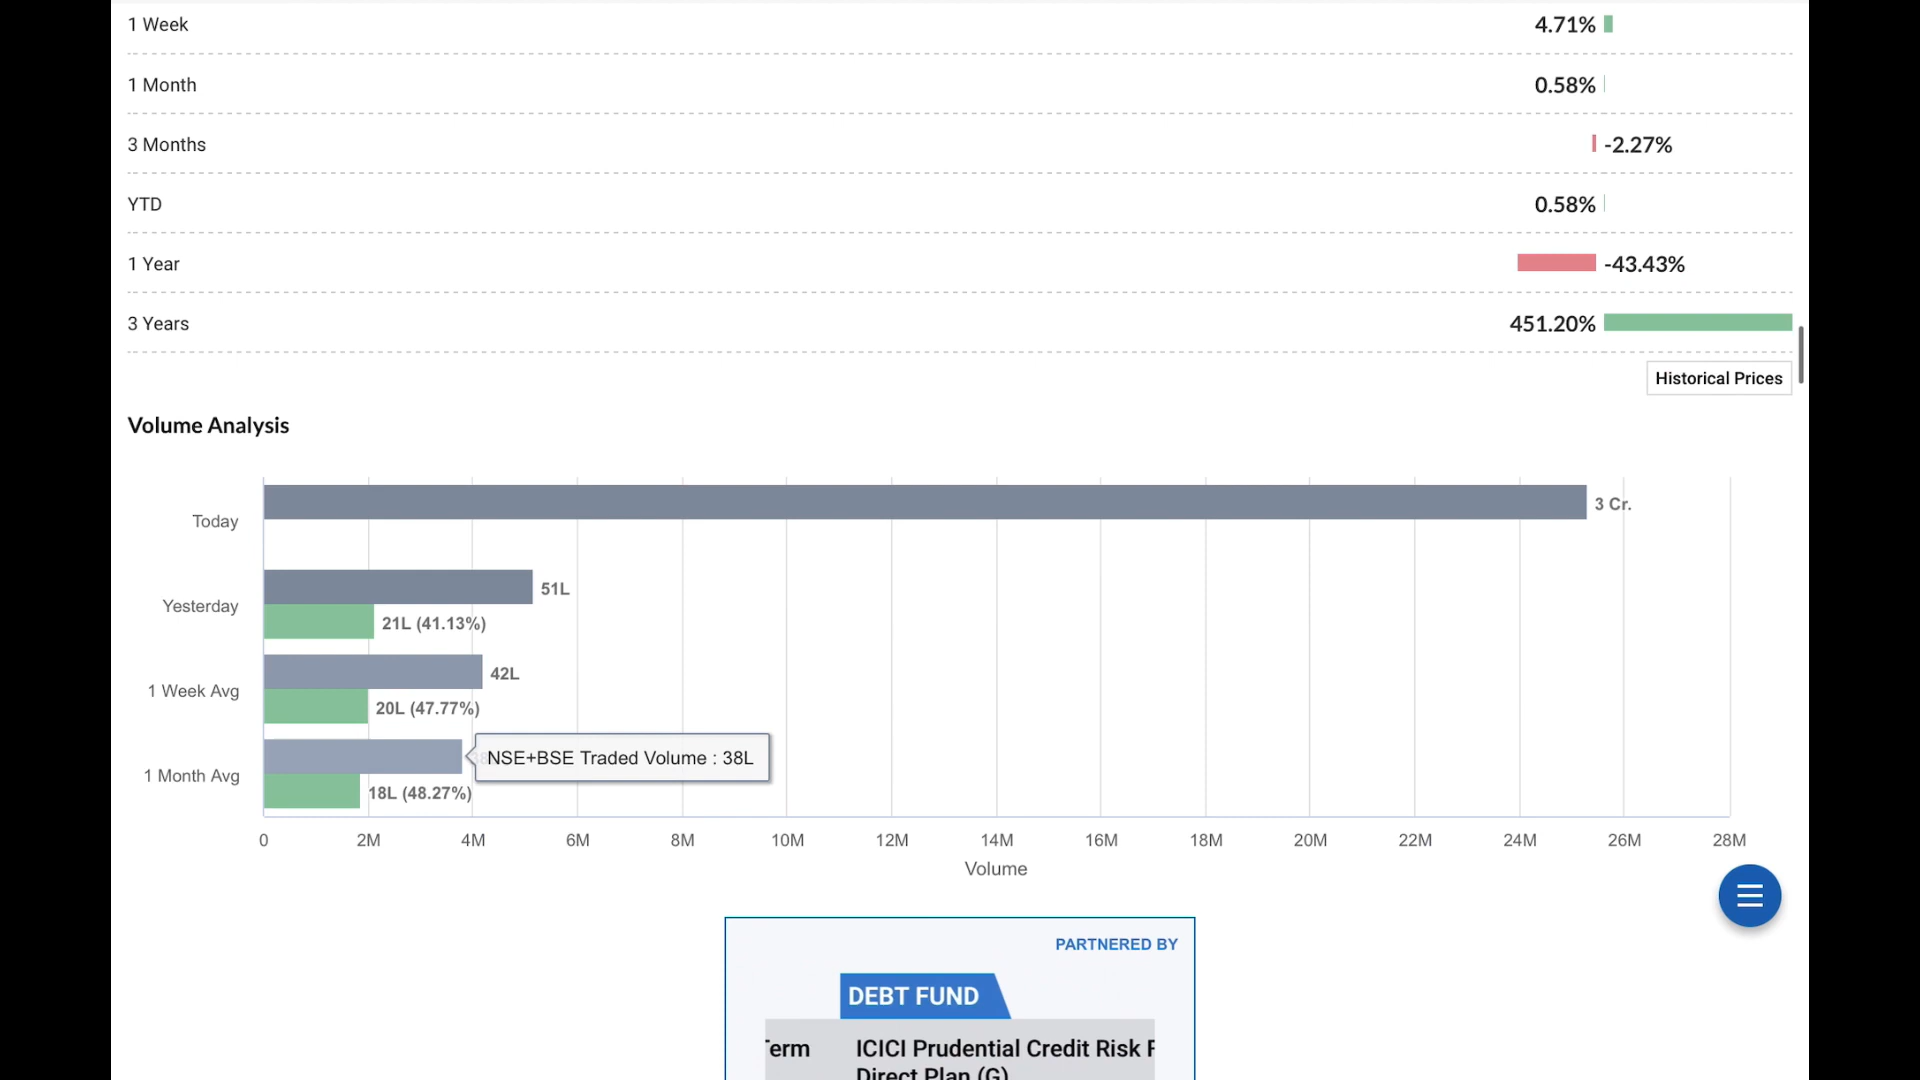 1 Week 4.71%
1 Month 0.58%
3 Months -2.27%
YTD 0.58%
1 Year -43.43%
3 Years 451.20%
Historical Prices
Volume Analysis
Today 3 Cr.
Yesterday 51L
21L (41.13%)
1 Week Avg 42L
20L (47.77%)
1 Month Avg NSE+BSE Traded Volume : 38L
18L (48.27%)
0 2M 4M 6M 8M 10M 12M 14M 16M 18M 20M 22M 24M 26M 28M
Volume
PARTNERED BY
DEBT FUND
Term ICICI Prudential Credit Risk F
Direct Plan (G)